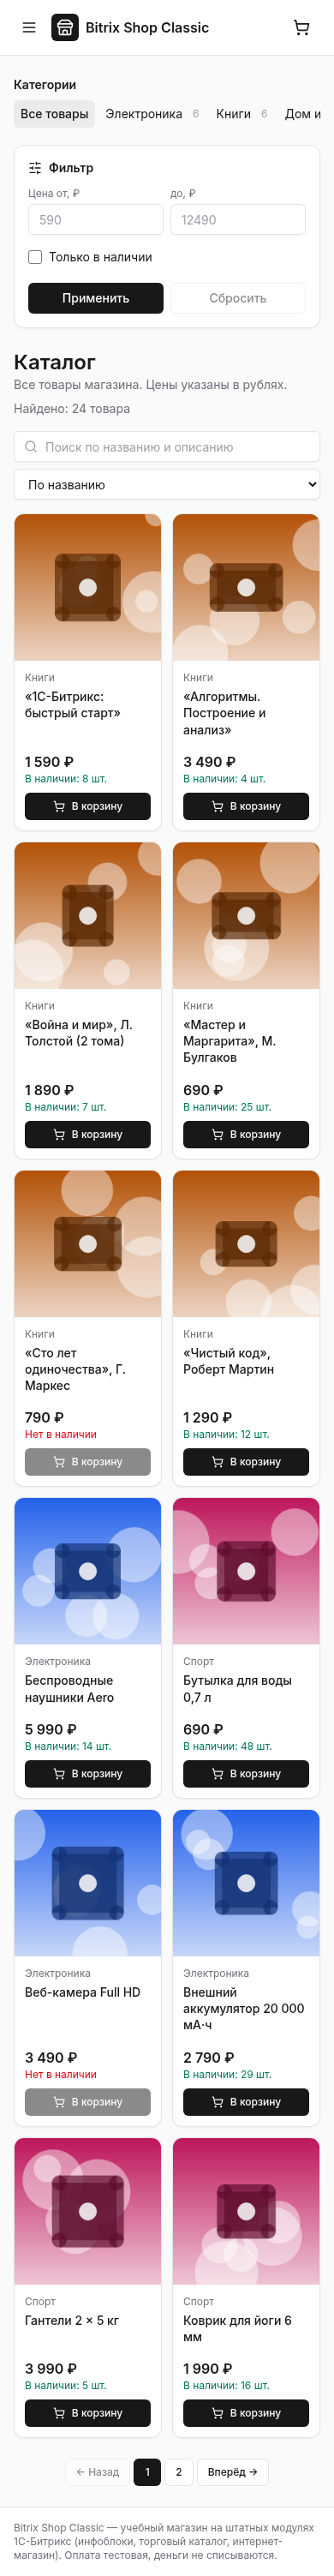 Bitrix Shop Classic
Категории
Все товары Электроника 6 Книги 6 Дом и
Фильтр
Цена от, ₽ до, ₽
590 12490
Только в наличии
Применить Сбросить
Каталог
Все товары магазина. Цены указаны в рублях.
Найдено: 24 товара
Поиск по названию и описанию
По названию
Книги
«1С-Битрикс:
быстрый старт»
1 590 ₽
В наличии: 8 шт.
В корзину
Книги
«Алгоритмы.
Построение и
анализ»
3 490 ₽
В наличии: 4 шт.
В корзину
Книги
«Война и мир», Л.
Толстой (2 тома)
1 890 ₽
В наличии: 7 шт.
В корзину
Книги
«Мастер и
Маргарита», М.
Булгаков
690 ₽
В наличии: 25 шт.
В корзину
Книги
«Сто лет
одиночества», Г.
Маркес
790 ₽
Нет в наличии
В корзину
Книги
«Чистый код»,
Роберт Мартин
1 290 ₽
В наличии: 12 шт.
В корзину
Электроника
Беспроводные
наушники Aero
5 990 ₽
В наличии: 14 шт.
В корзину
Спорт
Бутылка для воды
0,7 л
690 ₽
В наличии: 48 шт.
В корзину
Электроника
Веб-камера Full HD
3 490 ₽
Нет в наличии
В корзину
Электроника
Внешний
аккумулятор 20 000
мА·ч
2 790 ₽
В наличии: 29 шт.
В корзину
Спорт
Гантели 2 × 5 кг
3 990 ₽
В наличии: 5 шт.
В корзину
Спорт
Коврик для йоги 6
мм
1 990 ₽
В наличии: 16 шт.
В корзину
← Назад 1 2 Вперёд →
Bitrix Shop Classic — учебный магазин на штатных модулях
1С-Битрикс (инфоблоки, торговый каталог, интернет-
магазин). Оплата тестовая, деньги не списываются.